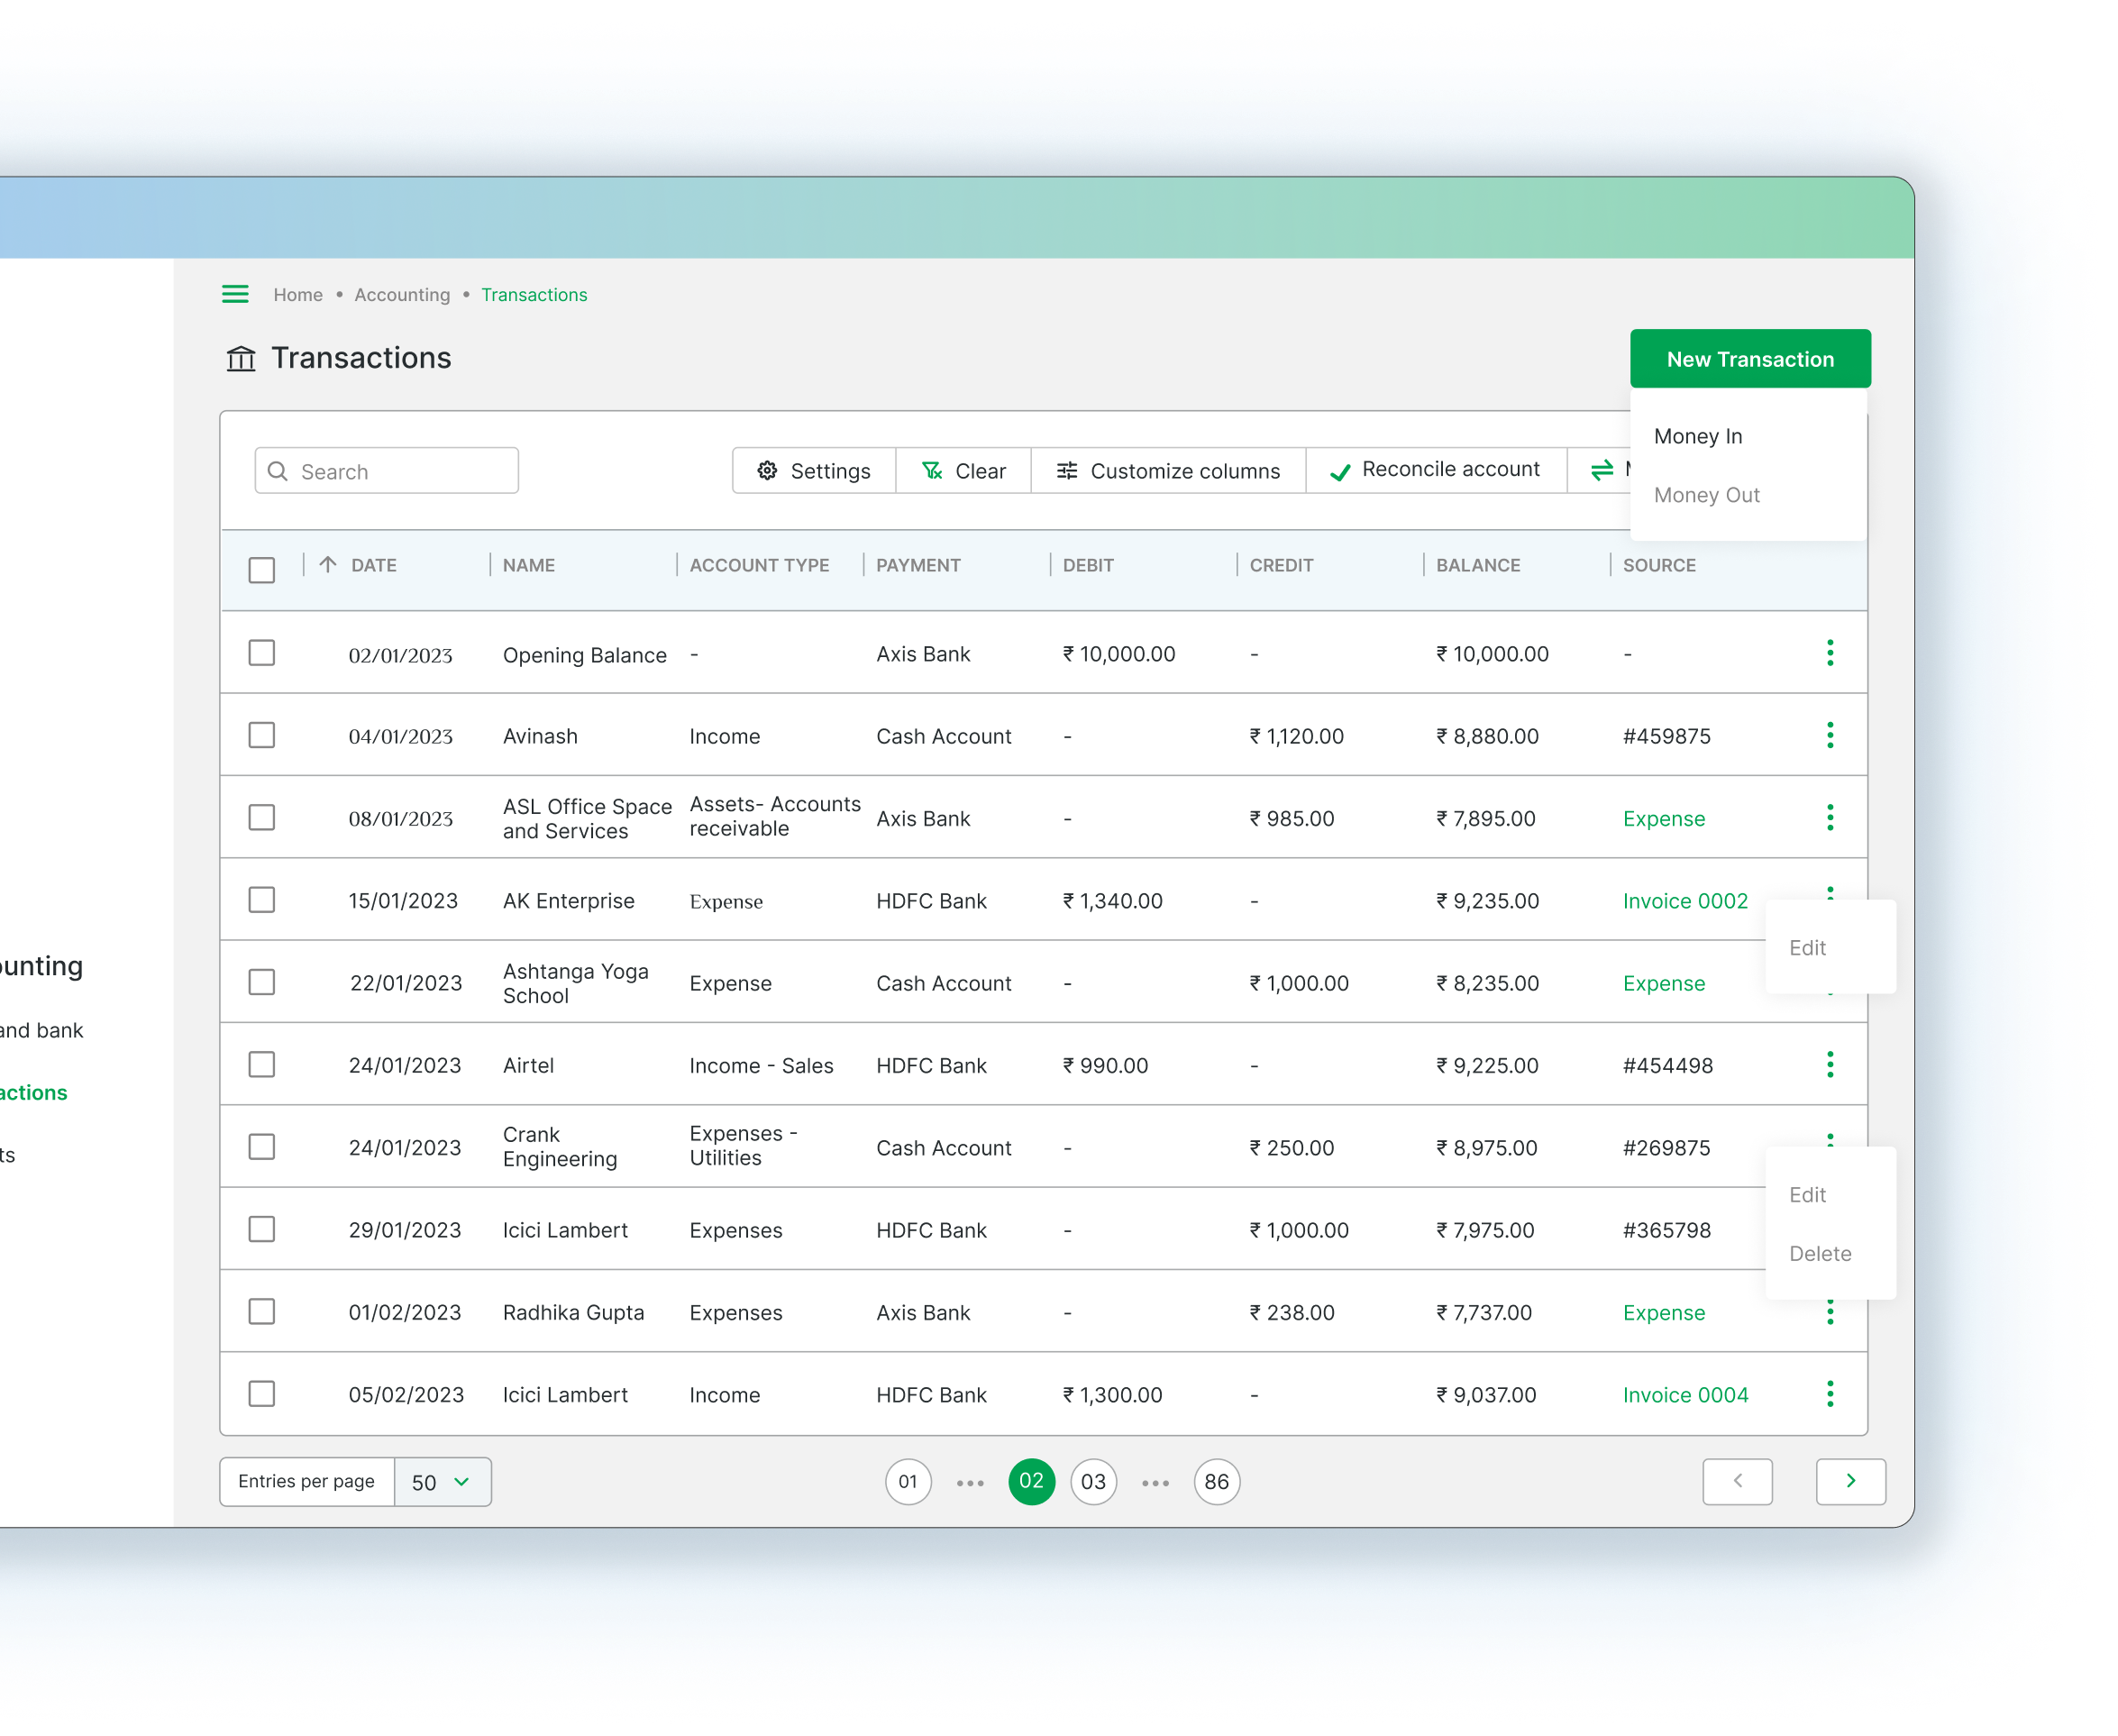 Home • Accounting • Transactions
Transactions
New Transaction
Money In
Money Out
Search
Settings
Clear
Customize columns
Reconcile account
DATE NAME ACCOUNT TYPE PAYMENT DEBIT CREDIT BALANCE SOURCE
02/01/2023 Opening Balance - Axis Bank ₹ 10,000.00 - ₹ 10,000.00 -
04/01/2023 Avinash Income Cash Account - ₹ 1,120.00 ₹ 8,880.00 #459875
08/01/2023 ASL Office Space and Services Assets- Accounts receivable Axis Bank - ₹ 985.00 ₹ 7,895.00 Expense
15/01/2023 AK Enterprise Expense HDFC Bank ₹ 1,340.00 - ₹ 9,235.00 Invoice 0002
Edit
22/01/2023 Ashtanga Yoga School Expense Cash Account - ₹ 1,000.00 ₹ 8,235.00 Expense
24/01/2023 Airtel Income - Sales HDFC Bank ₹ 990.00 - ₹ 9,225.00 #454498
24/01/2023 Crank Engineering Expenses - Utilities Cash Account - ₹ 250.00 ₹ 8,975.00 #269875
Edit
Delete
29/01/2023 Icici Lambert Expenses HDFC Bank - ₹ 1,000.00 ₹ 7,975.00 #365798
01/02/2023 Radhika Gupta Expenses Axis Bank - ₹ 238.00 ₹ 7,737.00 Expense
05/02/2023 Icici Lambert Income HDFC Bank ₹ 1,300.00 - ₹ 9,037.00 Invoice 0004
Entries per page 50
01 ••• 02 03 ••• 86
unting
and bank
actions
ts